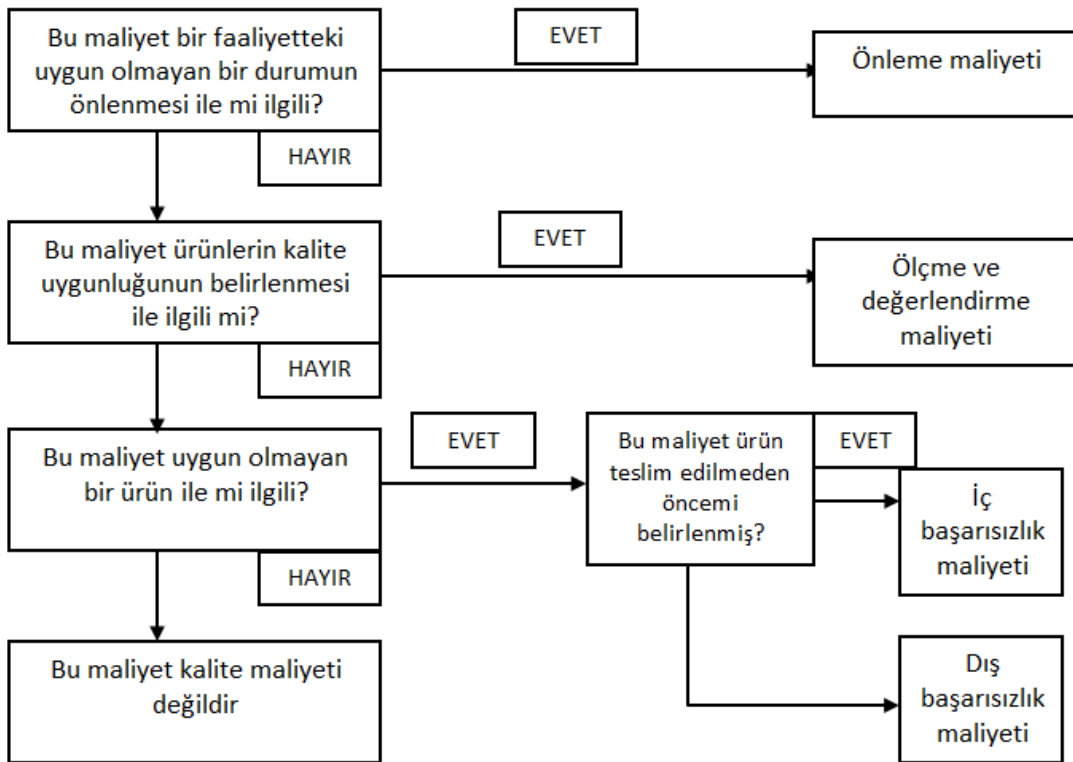 Bu maliyet bir faaliyetteki
uygun olmayan bir durumun
önlenmesi ile mi ilgili?
EVET
Önleme maliyeti
HAYIR
Bu maliyet ürünlerin kalite
uygunluğunun belirlenmesi
ile ilgili mi?
EVET
Ölçme ve
değerlendirme
maliyeti
HAYIR
Bu maliyet uygun olmayan
bir ürün ile mi ilgili?
EVET
Bu maliyet ürün
teslim edilmeden
öncemi
belirlenmiş?
EVET
İç
başarısızlık
maliyeti
HAYIR
Bu maliyet kalite maliyeti
değildir
Dış
başarısızlık
maliyeti